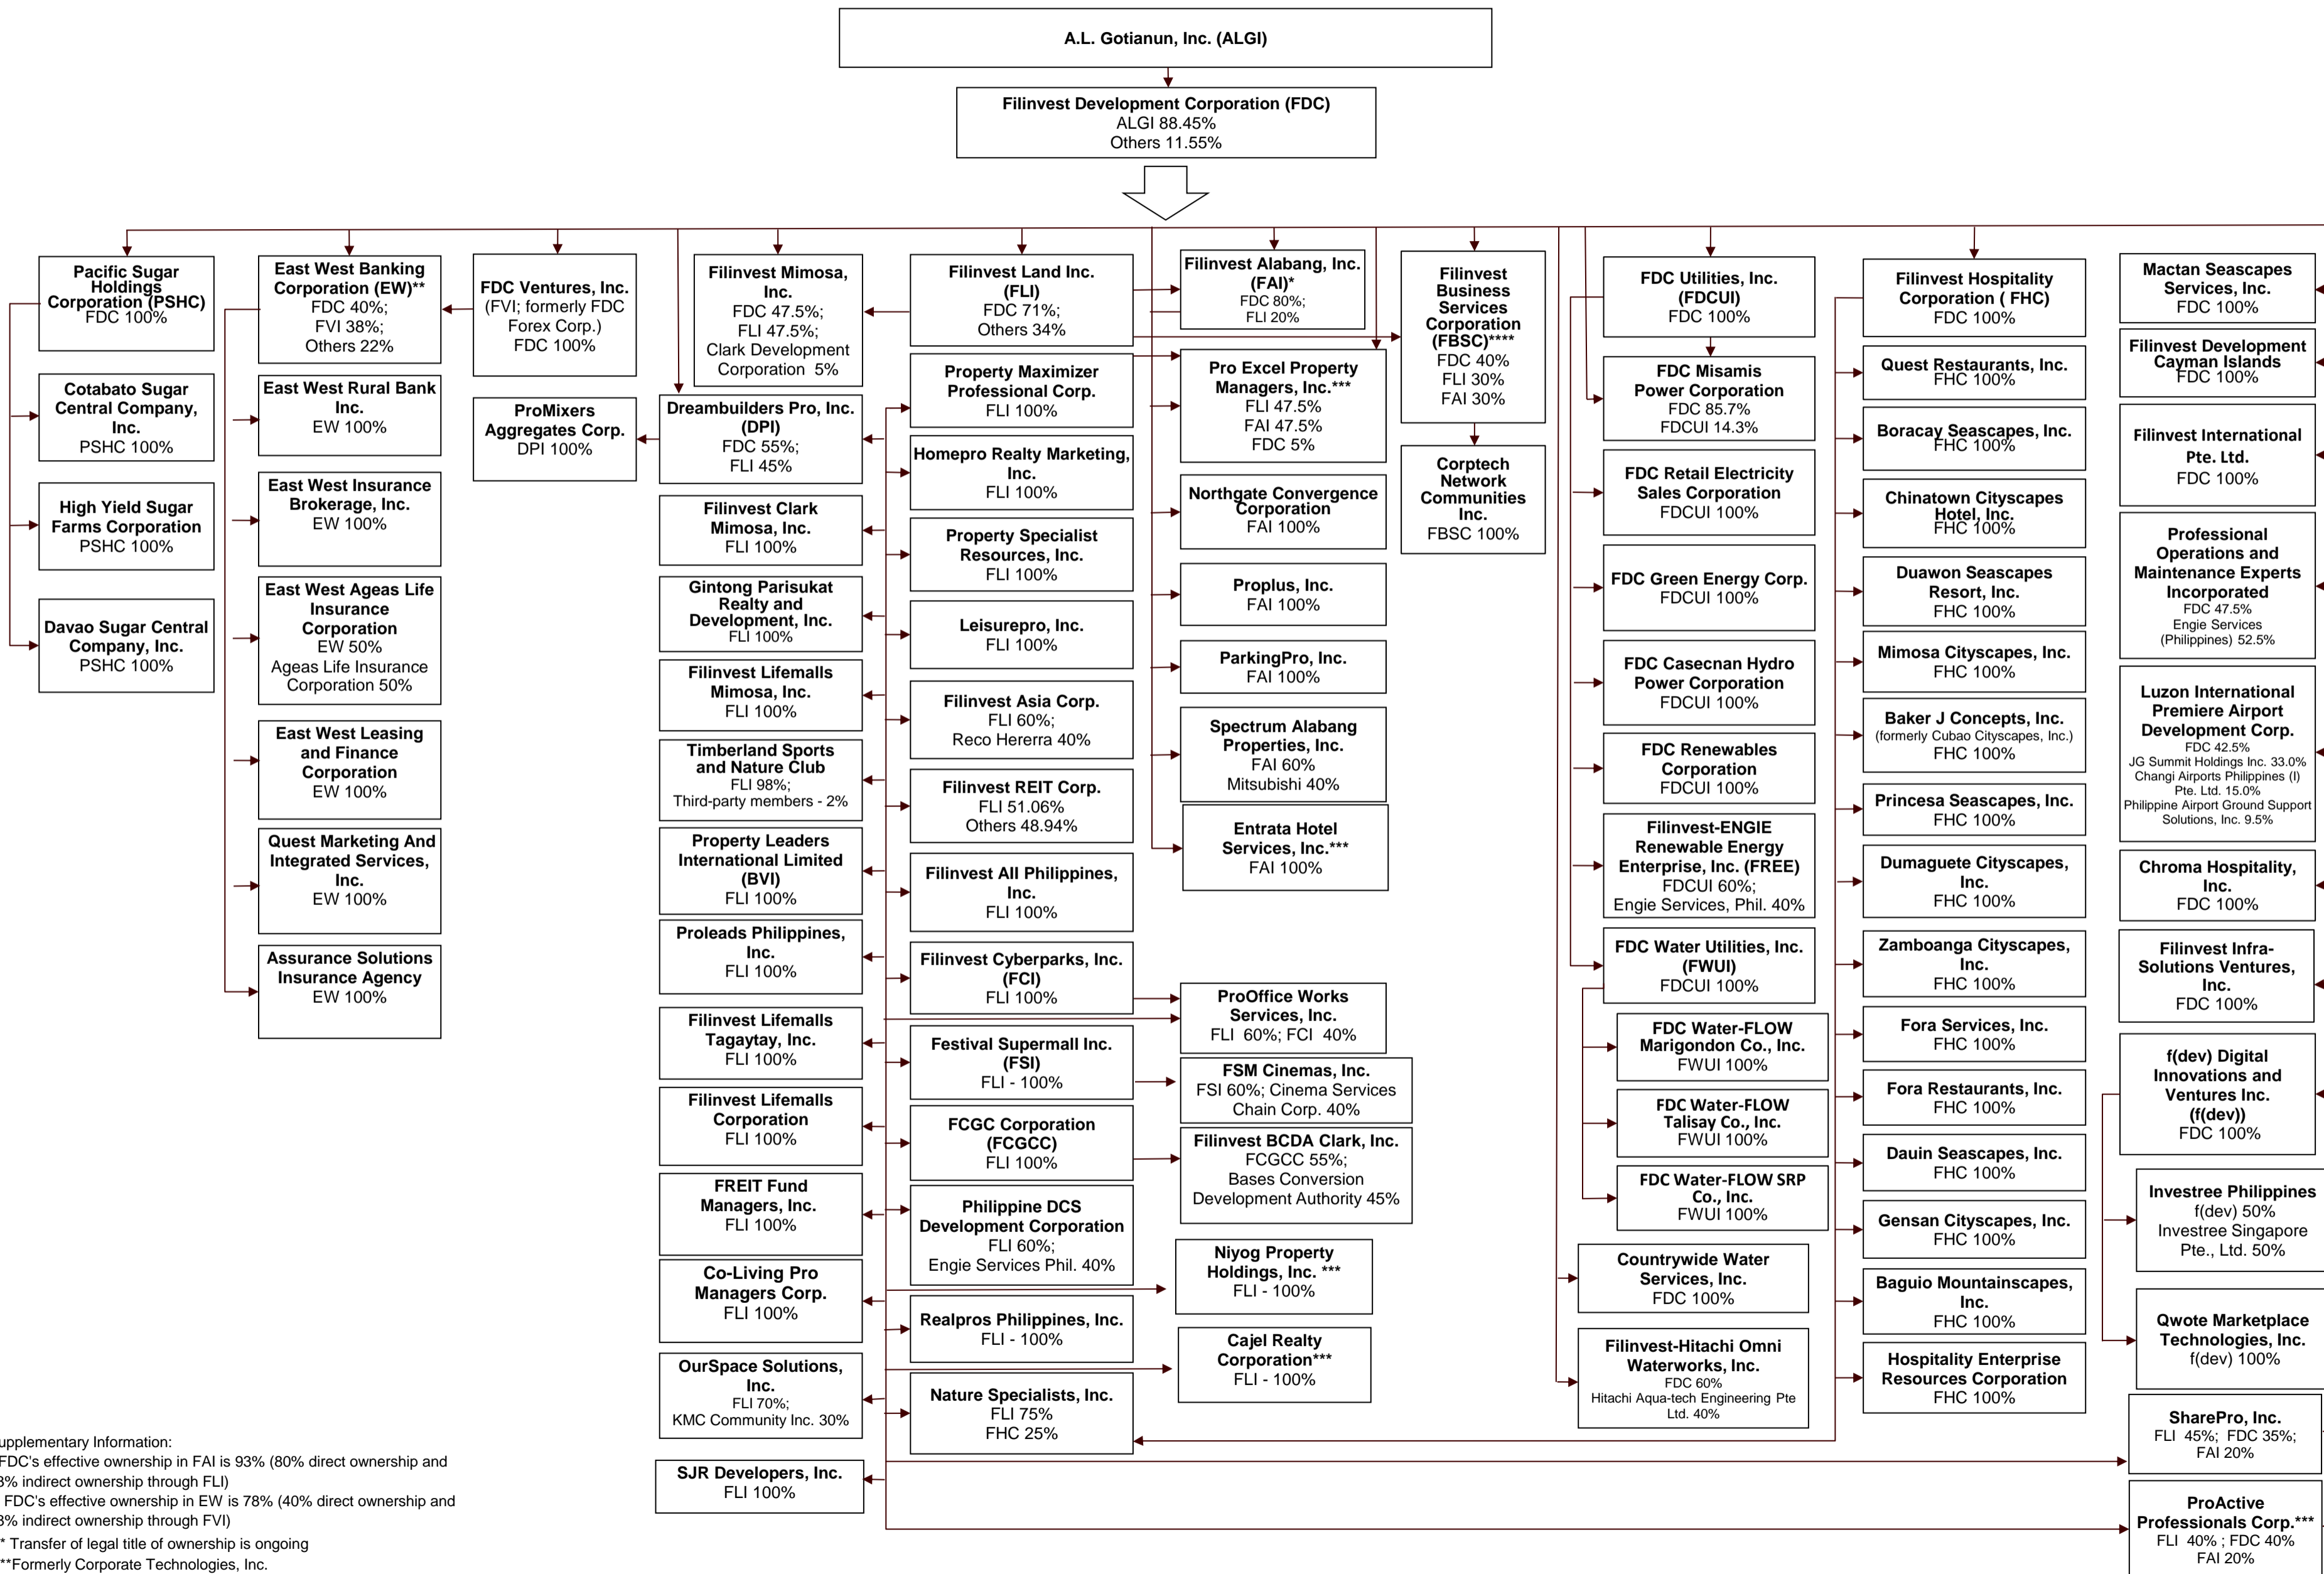 A.L. Gotianun, Inc. (ALGI)
Filinvest Development Corporation (FDC)
ALGI 88.45%
Others 11.55%
Pacific Sugar
Holdings
Corporation (PSHC)
FDC 100%
Cotabato Sugar
Central Company,
Inc.
PSHC 100%
High Yield Sugar
Farms Corporation
PSHC 100%
Davao Sugar Central
Company, Inc.
PSHC 100%
East West Banking
Corporation (EW)**
FDC 40%;
FVI 38%;
Others 22%
East West Rural Bank
Inc.
EW 100%
East West Insurance
Brokerage, Inc.
EW 100%
East West Ageas Life
Insurance
Corporation
EW 50%
Ageas Life Insurance
Corporation 50%
East West Leasing
and Finance
Corporation
EW 100%
Quest Marketing And
Integrated Services,
Inc.
EW 100%
Assurance Solutions
Insurance Agency
EW 100%
FDC Ventures, Inc.
(FVI; formerly FDC
Forex Corp.)
FDC 100%
ProMixers
Aggregates Corp.
DPI 100%
Filinvest Mimosa,
Inc.
FDC 47.5%;
FLI 47.5%;
Clark Development
Corporation 5%
Dreambuilders Pro, Inc.
(DPI)
FDC 55%;
FLI 45%
Filinvest Clark
Mimosa, Inc.
FLI 100%
Gintong Parisukat
Realty and
Development, Inc.
FLI 100%
Filinvest Lifemalls
Mimosa, Inc.
FLI 100%
Timberland Sports
and Nature Club
FLI 98%;
Third-party members - 2%
Property Leaders
International Limited
(BVI)
FLI 100%
Proleads Philippines,
Inc.
FLI 100%
Filinvest Lifemalls
Tagaytay, Inc.
FLI 100%
Filinvest Lifemalls
Corporation
FLI 100%
FREIT Fund
Managers, Inc.
FLI 100%
Co-Living Pro
Managers Corp.
FLI 100%
OurSpace Solutions,
Inc.
FLI 70%;
KMC Community Inc. 30%
SJR Developers, Inc.
FLI 100%
Filinvest Land Inc.
(FLI)
FDC 71%;
Others 34%
Property Maximizer
Professional Corp.
FLI 100%
Homepro Realty Marketing,
Inc.
FLI 100%
Property Specialist
Resources, Inc.
FLI 100%
Leisurepro, Inc.
FLI 100%
Filinvest Asia Corp.
FLI 60%;
Reco Hererra 40%
Filinvest REIT Corp.
FLI 51.06%
Others 48.94%
Filinvest All Philippines,
Inc.
FLI 100%
Filinvest Cyberparks, Inc.
(FCI)
FLI 100%
Festival Supermall Inc.
(FSI)
FLI - 100%
FCGC Corporation
(FCGCC)
FLI 100%
Philippine DCS
Development Corporation
FLI 60%;
Engie Services Phil. 40%
Realpros Philippines, Inc.
FLI - 100%
Nature Specialists, Inc.
FLI 75%
FHC 25%
Filinvest Alabang, Inc.
(FAI)*
FDC 80%;
FLI 20%
Pro Excel Property
Managers, Inc.***
FLI 47.5%
FAI 47.5%
FDC 5%
Northgate Convergence
Corporation
FAI 100%
Proplus, Inc.
FAI 100%
ParkingPro, Inc.
FAI 100%
Spectrum Alabang
Properties, Inc.
FAI 60%
Mitsubishi 40%
Entrata Hotel
Services, Inc.***
FAI 100%
ProOffice Works
Services, Inc.
FLI 60%; FCI 40%
FSM Cinemas, Inc.
FSI 60%; Cinema Services
Chain Corp. 40%
Filinvest BCDA Clark, Inc.
FCGCC 55%;
Bases Conversion
Development Authority 45%
Niyog Property
Holdings, Inc. ***
FLI - 100%
Cajel Realty
Corporation***
FLI - 100%
Filinvest
Business
Services
Corporation
(FBSC)****
FDC 40%
FLI 30%
FAI 30%
Corptech
Network
Communities
Inc.
FBSC 100%
FDC Utilities, Inc.
(FDCUI)
FDC 100%
FDC Misamis
Power Corporation
FDC 85.7%
FDCUI 14.3%
FDC Retail Electricity
Sales Corporation
FDCUI 100%
FDC Green Energy Corp.
FDCUI 100%
FDC Casecnan Hydro
Power Corporation
FDCUI 100%
FDC Renewables
Corporation
FDCUI 100%
Filinvest-ENGIE
Renewable Energy
Enterprise, Inc. (FREE)
FDCUI 60%;
Engie Services, Phil. 40%
FDC Water Utilities, Inc.
(FWUI)
FDCUI 100%
FDC Water-FLOW
Marigondon Co., Inc.
FWUI 100%
FDC Water-FLOW
Talisay Co., Inc.
FWUI 100%
FDC Water-FLOW SRP
Co., Inc.
FWUI 100%
Countrywide Water
Services, Inc.
FDC 100%
Filinvest-Hitachi Omni
Waterworks, Inc.
FDC 60%
Hitachi Aqua-tech Engineering Pte
Ltd. 40%
Filinvest Hospitality
Corporation ( FHC)
FDC 100%
Quest Restaurants, Inc.
FHC 100%
Boracay Seascapes, Inc.
FHC 100%
Chinatown Cityscapes
Hotel, Inc.
FHC 100%
Duawon Seascapes
Resort, Inc.
FHC 100%
Mimosa Cityscapes, Inc.
FHC 100%
Baker J Concepts, Inc.
(formerly Cubao Cityscapes, Inc.)
FHC 100%
Princesa Seascapes, Inc.
FHC 100%
Dumaguete Cityscapes,
Inc.
FHC 100%
Zamboanga Cityscapes,
Inc.
FHC 100%
Fora Services, Inc.
FHC 100%
Fora Restaurants, Inc.
FHC 100%
Dauin Seascapes, Inc.
FHC 100%
Gensan Cityscapes, Inc.
FHC 100%
Baguio Mountainscapes,
Inc.
FHC 100%
Hospitality Enterprise
Resources Corporation
FHC 100%
Mactan Seascapes
Services, Inc.
FDC 100%
Filinvest Development
Cayman Islands
FDC 100%
Filinvest International
Pte. Ltd.
FDC 100%
Professional
Operations and
Maintenance Experts
Incorporated
FDC 47.5%
Engie Services
(Philippines) 52.5%
Luzon International
Premiere Airport
Development Corp.
FDC 42.5%
JG Summit Holdings Inc. 33.0%
Changi Airports Philippines (I)
Pte. Ltd. 15.0%
Philippine Airport Ground Support
Solutions, Inc. 9.5%
Chroma Hospitality,
Inc.
FDC 100%
Filinvest Infra-
Solutions Ventures,
Inc.
FDC 100%
f(dev) Digital
Innovations and
Ventures Inc.
(f(dev))
FDC 100%
Investree Philippines
f(dev) 50%
Investree Singapore
Pte., Ltd. 50%
Qwote Marketplace
Technologies, Inc.
f(dev) 100%
SharePro, Inc.
FLI 45%; FDC 35%;
FAI 20%
ProActive
Professionals Corp.***
FLI 40% ; FDC 40%
FAI 20%
upplementary Information:
FDC's effective ownership in FAI is 93% (80% direct ownership and
3% indirect ownership through FLI)
FDC's effective ownership in EW is 78% (40% direct ownership and
8% indirect ownership through FVI)
* Transfer of legal title of ownership is ongoing
**Formerly Corporate Technologies, Inc.